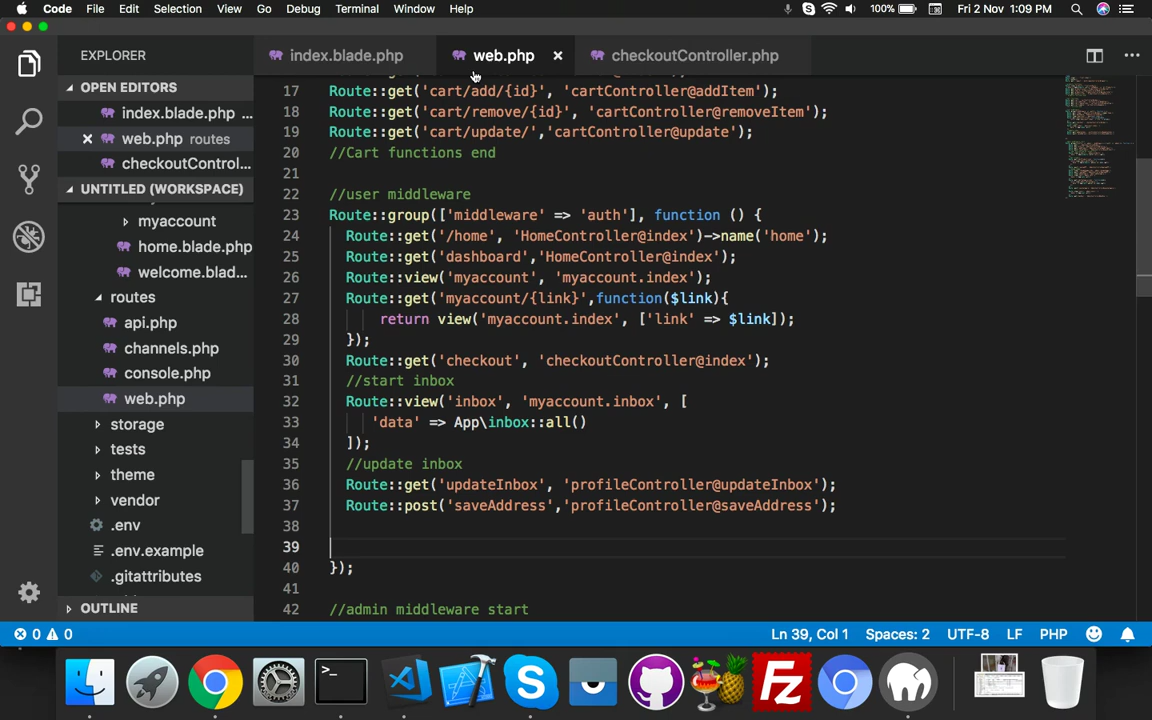 Code File Edit Selection View Go Debug Terminal Window Help 100% Fri 2 Nov 1:09 PM
EXPLORER
index.blade.php web.php checkoutController.php
OPEN EDITORS
index.blade.php ...
web.php routes
checkoutControl...
UNTITLED (WORKSPACE)
myaccount
home.blade.php
welcome.blad...
routes
api.php
channels.php
console.php
web.php
storage
tests
theme
vendor
.env
.env.example
.gitattributes
OUTLINE
17 Route::get('cart/add/{id}', 'cartController@addItem');
18 Route::get('cart/remove/{id}', 'cartController@removeItem');
19 Route::get('cart/update/','cartController@update');
20 //Cart functions end
21
22 //user middleware
23 Route::group(['middleware' => 'auth'], function () {
24 Route::get('/home', 'HomeController@index')->name('home');
25 Route::get('dashboard','HomeController@index');
26 Route::view('myaccount', 'myaccount.index');
27 Route::get('myaccount/{link}',function($link){
28 return view('myaccount.index', ['link' => $link]);
29 });
30 Route::get('checkout', 'checkoutController@index');
31 //start inbox
32 Route::view('inbox', 'myaccount.inbox', [
33 'data' => App\inbox::all()
34 ]);
35 //update inbox
36 Route::get('updateInbox', 'profileController@updateInbox');
37 Route::post('saveAddress','profileController@saveAddress');
38
39
40 });
41
42 //admin middleware start
0 0 Ln 39, Col 1 Spaces: 2 UTF-8 LF PHP